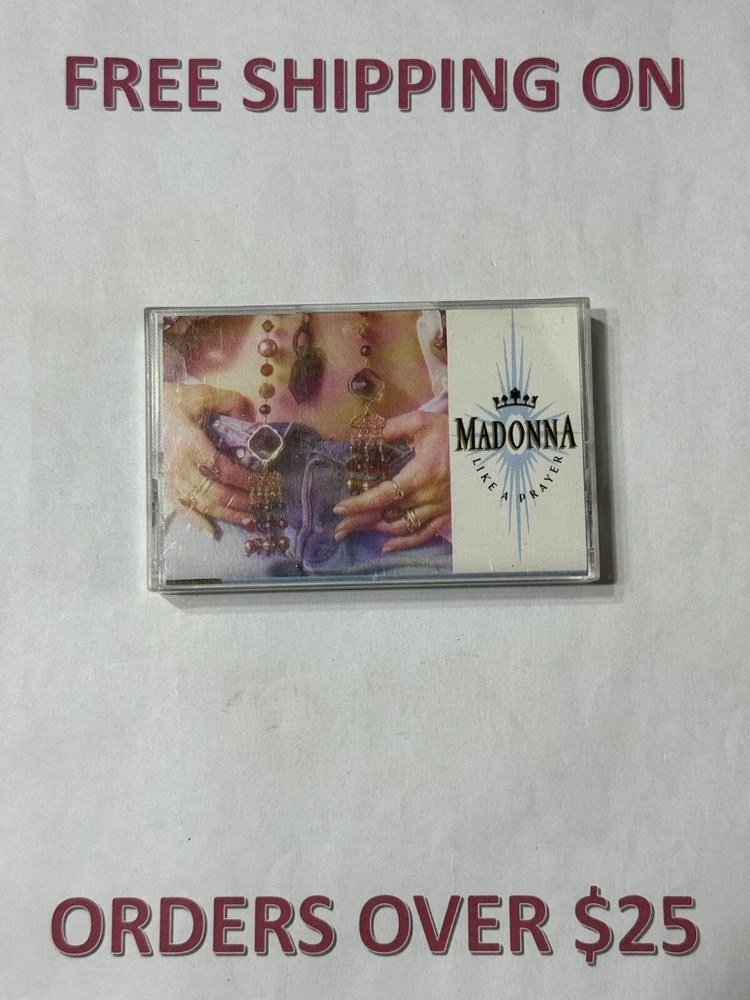 FREE SHIPPING ON
MADONNA
LIKE A PRAYER
ORDERS OVER $25